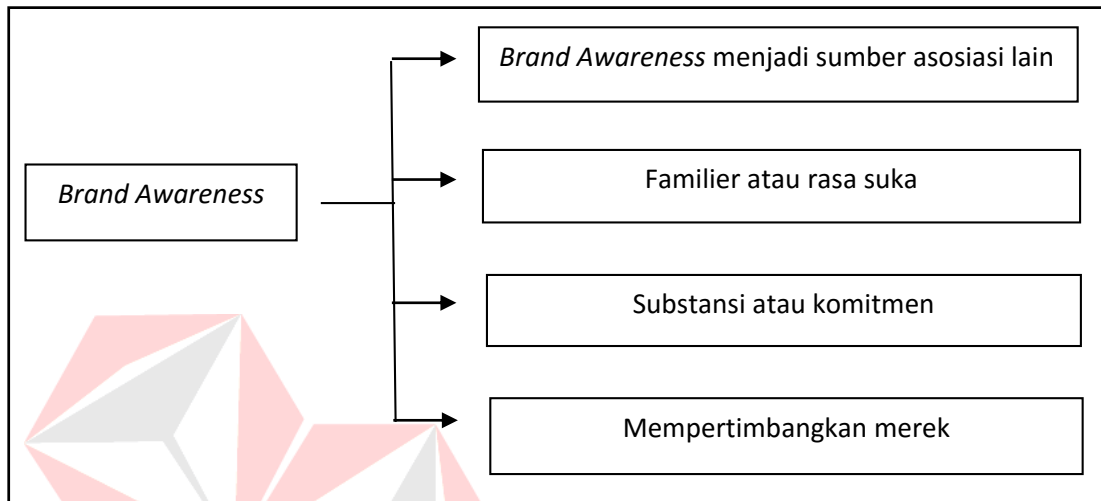 Brand Awareness menjadi sumber asosiasi lain
Brand Awareness
Familier atau rasa suka
Substansi atau komitmen
Mempertimbangkan merek